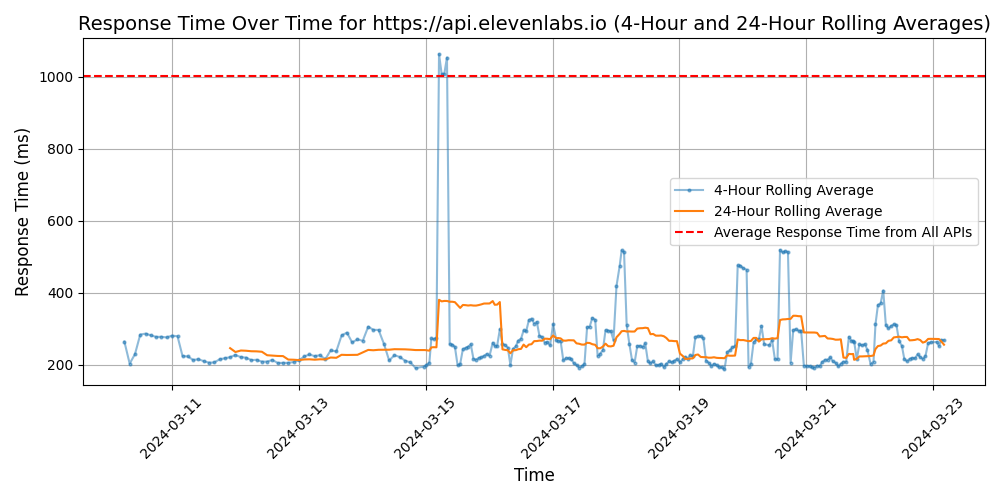 Response Time Over Time for https://api.elevenlabs.io (4-Hour and 24-Hour Rolling Averages)
Response Time (ms)
1000
800
600
400
200
4-Hour Rolling Average
24-Hour Rolling Average
Average Response Time from All APIs
2024-03-11
2024-03-13
2024-03-15
2024-03-17
2024-03-19
2024-03-21
2024-03-23
Time